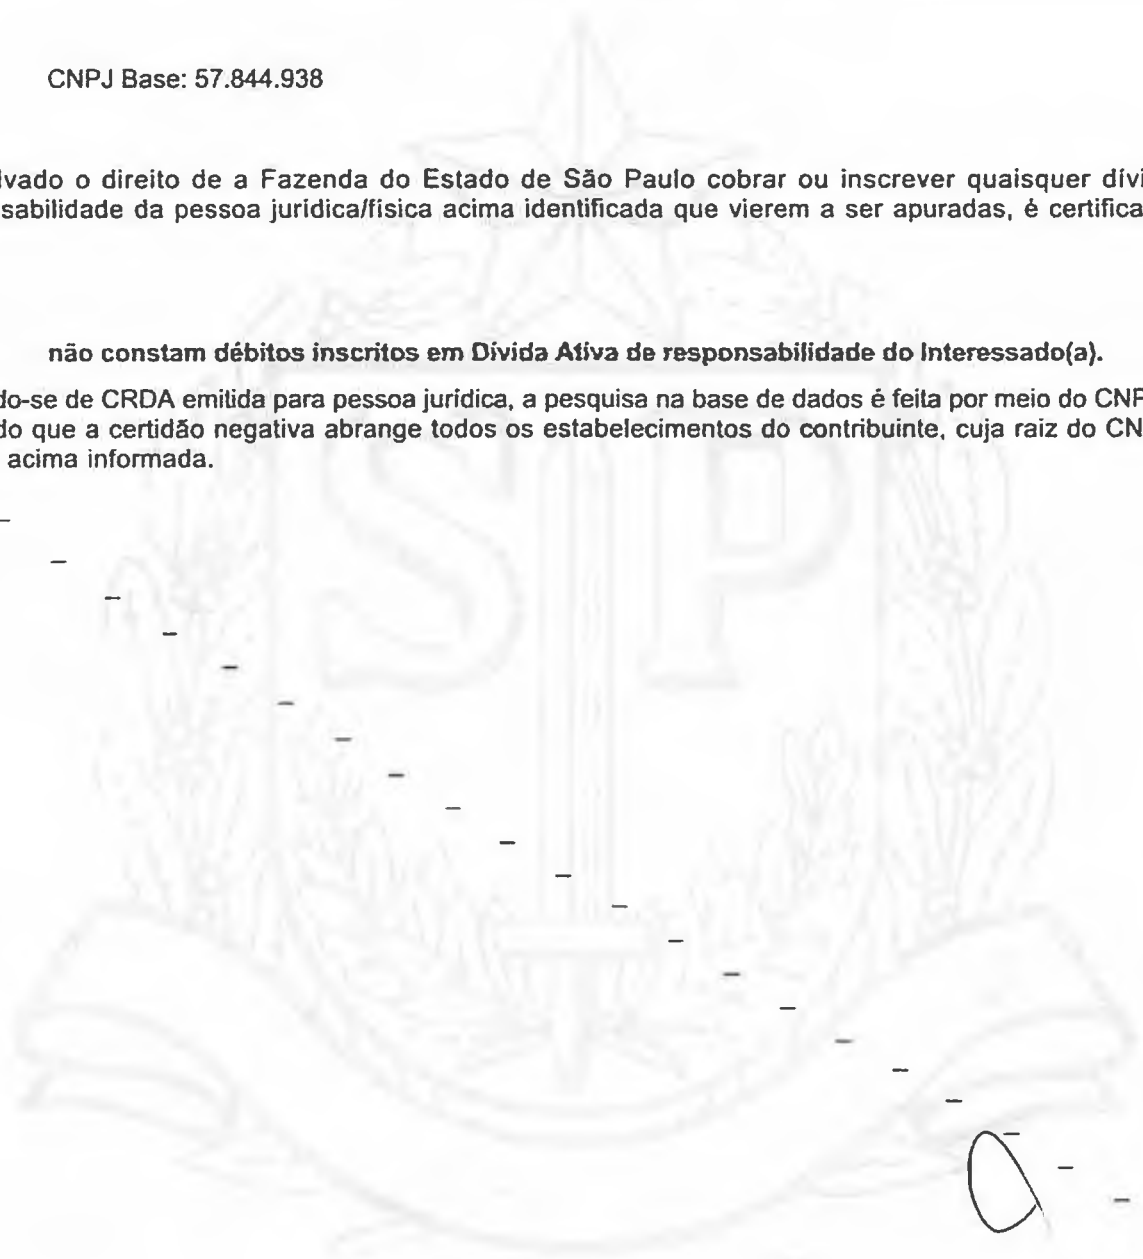 CNPJ Base: 57.844.938
lvado o direito de a Fazenda do Estado de São Paulo cobrar ou inscrever quaisquer dívi
sabilidade da pessoa jurídica/física acima identificada que vierem a ser apuradas, é certifica
não constam débitos inscritos em Dívida Ativa de responsabilidade do Interessado(a).
do-se de CRDA emitida para pessoa jurídica, a pesquisa na base de dados é feita por meio do CNP
do que a certidão negativa abrange todos os estabelecimentos do contribuinte, cuja raiz do CN
acima informada.
SP